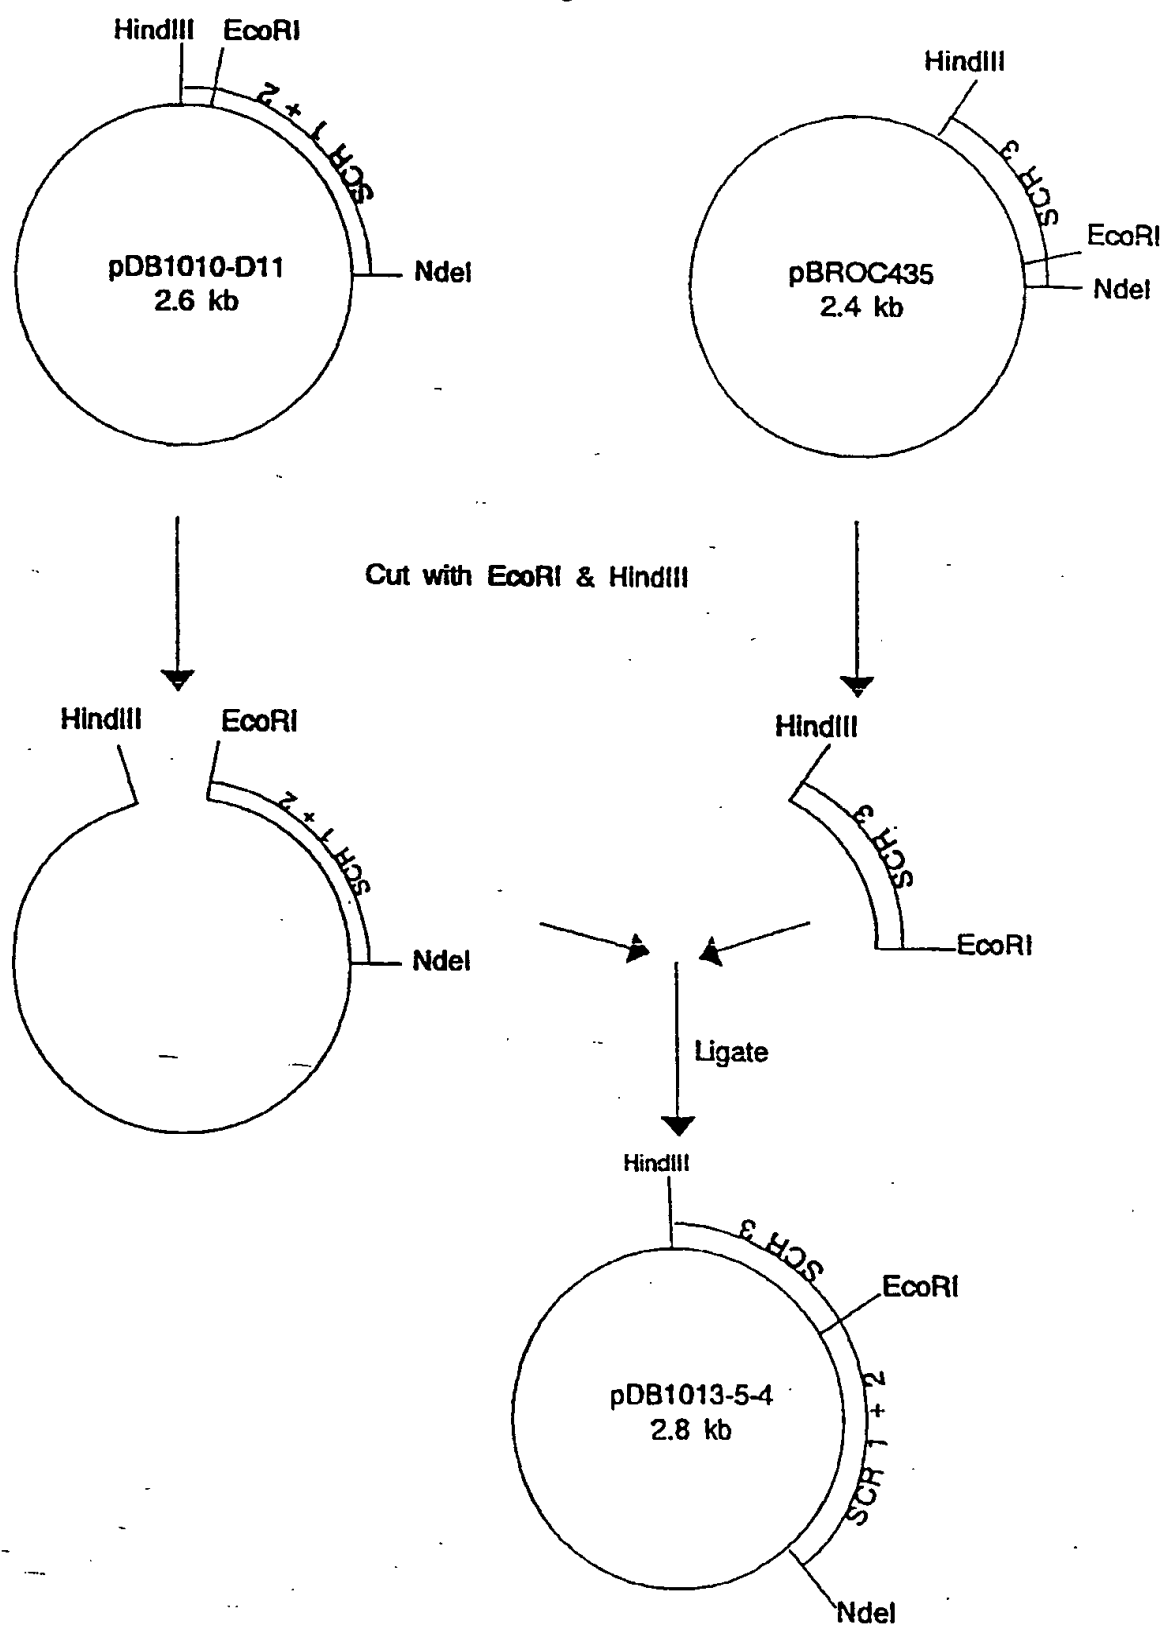 HindIII EcoRI
SCR 1 + 2
pDB1010-D11
2.6 kb
NdeI
HindIII
SCR 3
EcoRI
pBROC435
2.4 kb
NdeI
Cut with EcoRI & HindIII
HindIII EcoRI
SCR 1 + 2
NdeI
HindIII
SCR 3
EcoRI
Ligate
HindIII
SCR 3
EcoRI
pDB1013-5-4
2.8 kb
SCR 1 + 2
NdeI